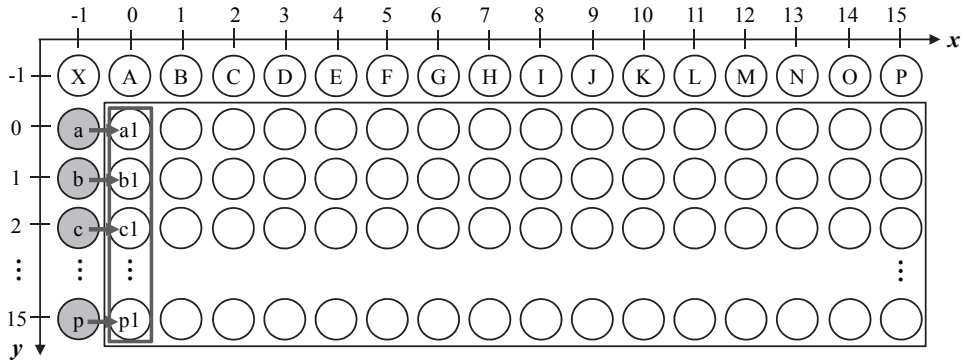 -1 0 1 2 3 4 5 6 7 8 9 10 11 12 13 14 15
x
-1 X A B C D E F G H I J K L M N O P
0 a a1
1 b b1
2 c c1
⋮ ⋮ ⋮ ⋮
15 p p1
y